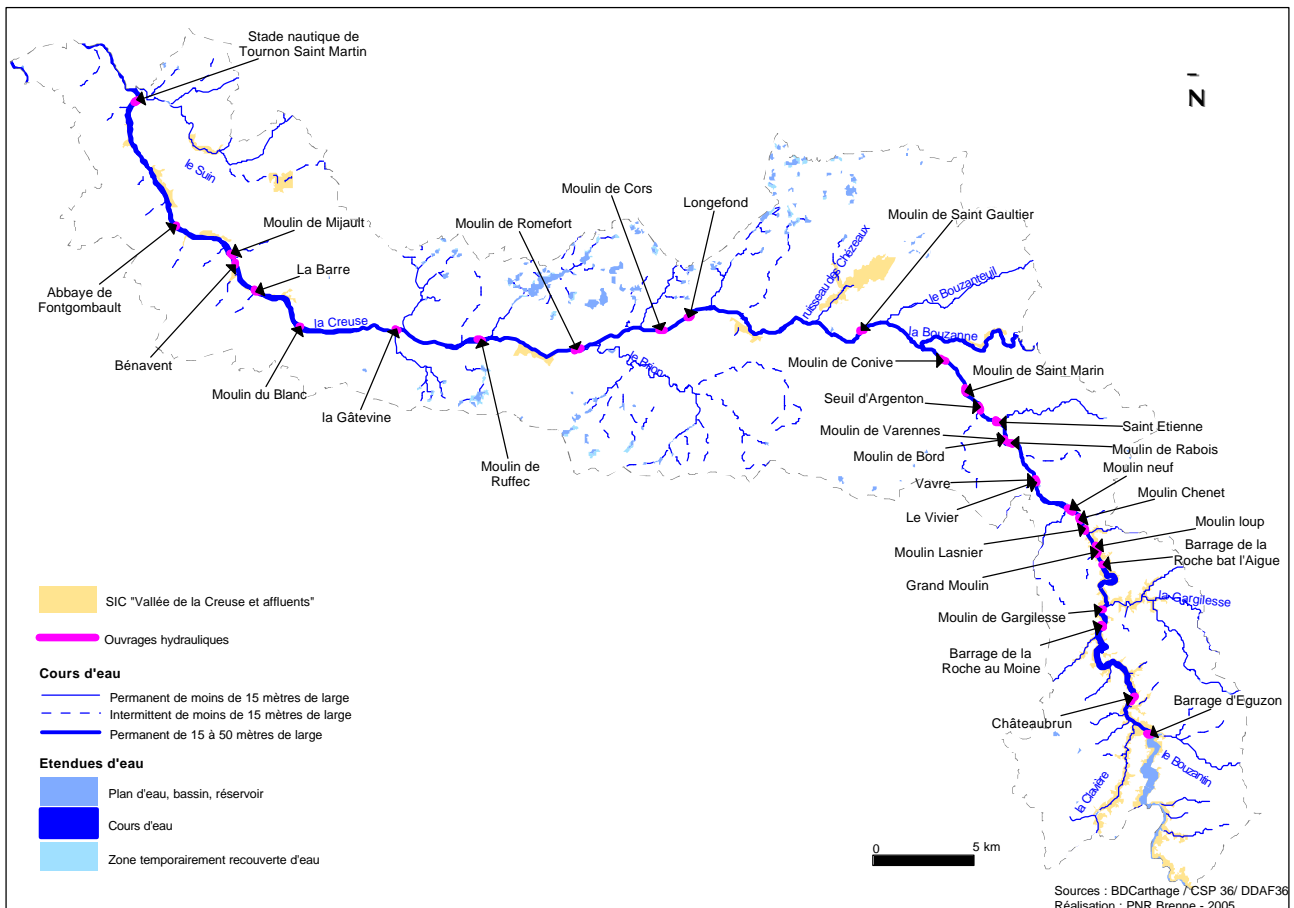 Stade nautique de
Tournon Saint Martin
N
le Suin
Moulin de Cors
Longefond
Moulin de Romefort
Moulin de Saint Gaultier
Moulin de Mijault
ruisseau des Chézeaux
le Bouzanteuil
Abbaye de
Fontgombault
La Barre
la Creuse
la Bouzanne
Bénavent
Moulin du Blanc
la Gâtevine
le Brion
Moulin de Conive
Moulin de Saint Marin
Seuil d'Argenton
Saint Etienne
Moulin de Varennes
Moulin de Rabois
Moulin de Bord
Moulin de
Ruffec
Moulin neuf
Vavre
Moulin Chenet
Le Vivier
Moulin loup
Moulin Lasnier
Barrage de la
Roche bat l'Aigue
Grand Moulin
la Gargilesse
Moulin de Gargilesse
Barrage de la
Roche au Moine
Châteaubrun
Barrage d'Eguzon
le Bouzantin
la Clavière
SIC "Vallée de la Creuse et affluents"
Ouvrages hydrauliques
Cours d'eau
Permanent de moins de 15 mètres de large
Intermittent de moins de 15 mètres de large
Permanent de 15 à 50 mètres de large
Etendues d'eau
Plan d'eau, bassin, réservoir
Cours d'eau
Zone temporairement recouverte d'eau
0 5 km
Sources : BDCarthage / CSP 36/ DDAF36
Réalisation : PNR Brenne - 2005